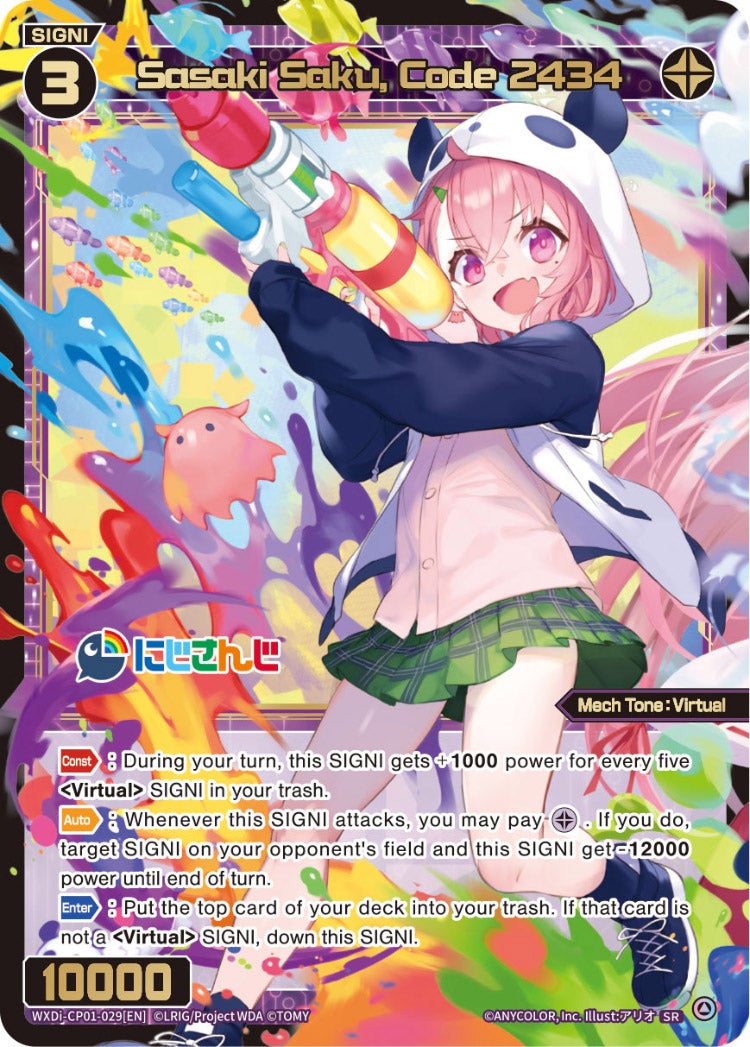 SIGNI
3
Sasaki Saku, Code 2434
にじさんじ
Mech Tone:Virtual
Const : During your turn, this SIGNI gets +1000 power for every five
<Virtual> SIGNI in your trash.
Auto : Whenever this SIGNI attacks, you may pay . If you do,
target SIGNI on your opponent's field and this SIGNI get -12000
power until end of turn.
Enter : Put the top card of your deck into your trash. If that card is
not a <Virtual> SIGNI, down this SIGNI.
10000
WXDi-CP01-029[EN] ©LRIG/Project WDA ©TOMY ©ANYCOLOR, Inc. Illust:アリオ SR